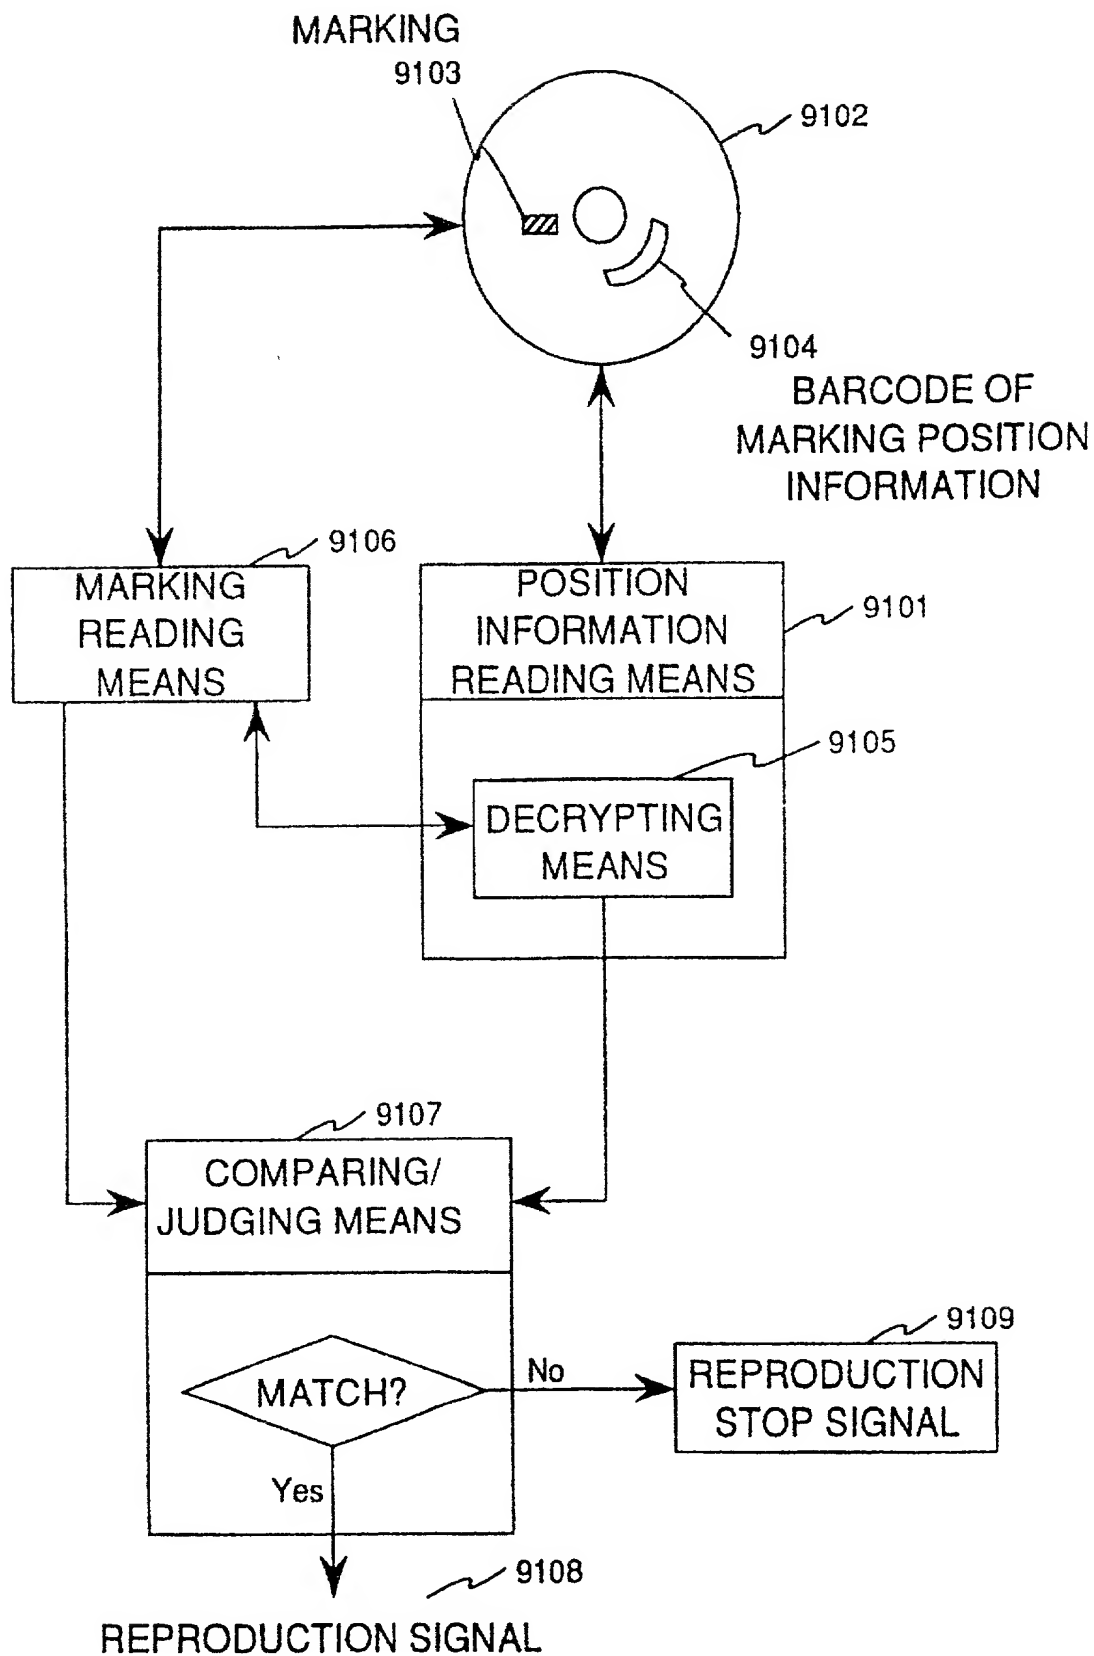 MARKING
9103
9102
9104
BARCODE OF
MARKING POSITION
INFORMATION
9106
MARKING
READING
MEANS
POSITION
INFORMATION
READING MEANS
9101
9105
DECRYPTING
MEANS
9107
COMPARING/
JUDGING MEANS
MATCH?
No
Yes
9109
REPRODUCTION
STOP SIGNAL
9108
REPRODUCTION SIGNAL